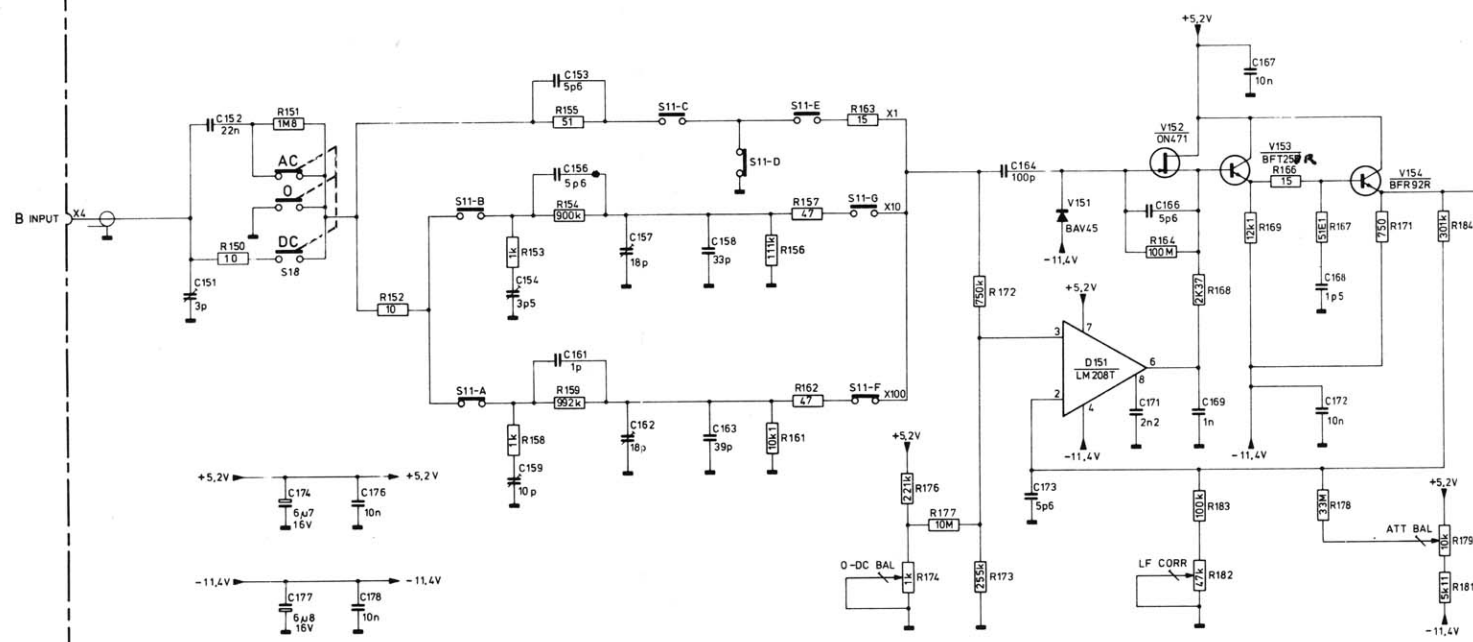 B INPUT
X4
C151
3p
C152
22n
R151
1M8
AC
O
DC
S18
R150
10
R152
10
C153
5p6
R155
51
S11-C
S11-D
S11-E
R163
15
X1
S11-B
C156
5p6
R154
900k
R153
1k
C154
3p5
C157
18p
C158
33p
R156
111k
R157
47
S11-G
X10
S11-A
C161
1p
R159
992k
R158
1k
C159
10p
C162
18p
C163
39p
R161
10k1
R162
47
S11-F
X100
C164
100p
V151
BAV45
-11,4V
V152
ON471
+5,2V
C167
10n
C166
5p6
R164
100M
R168
2K37
V153
R166
15
R169
12k1
R167
51E1
C168
1p5
V154
BFR92R
R171
750
R184
301k
R172
750k
+5,2V
3
2
7
6
8
4
D151
LM208T
-11,4V
C171
2n2
C169
1n
C172
10n
-11,4V
+5,2V
R176
221k
R177
10M
O-DC BAL
R174
1k
R173
255k
C173
5p6
R183
100k
LF CORR
R182
47k
R178
33M
ATT BAL
+5,2V
R179
10k
R181
5k11
-11,4V
+5,2V
+5,2V
C174
6µ7
16V
C176
10n
-11,4V
-11,4V
C177
6µ8
16V
C178
10n